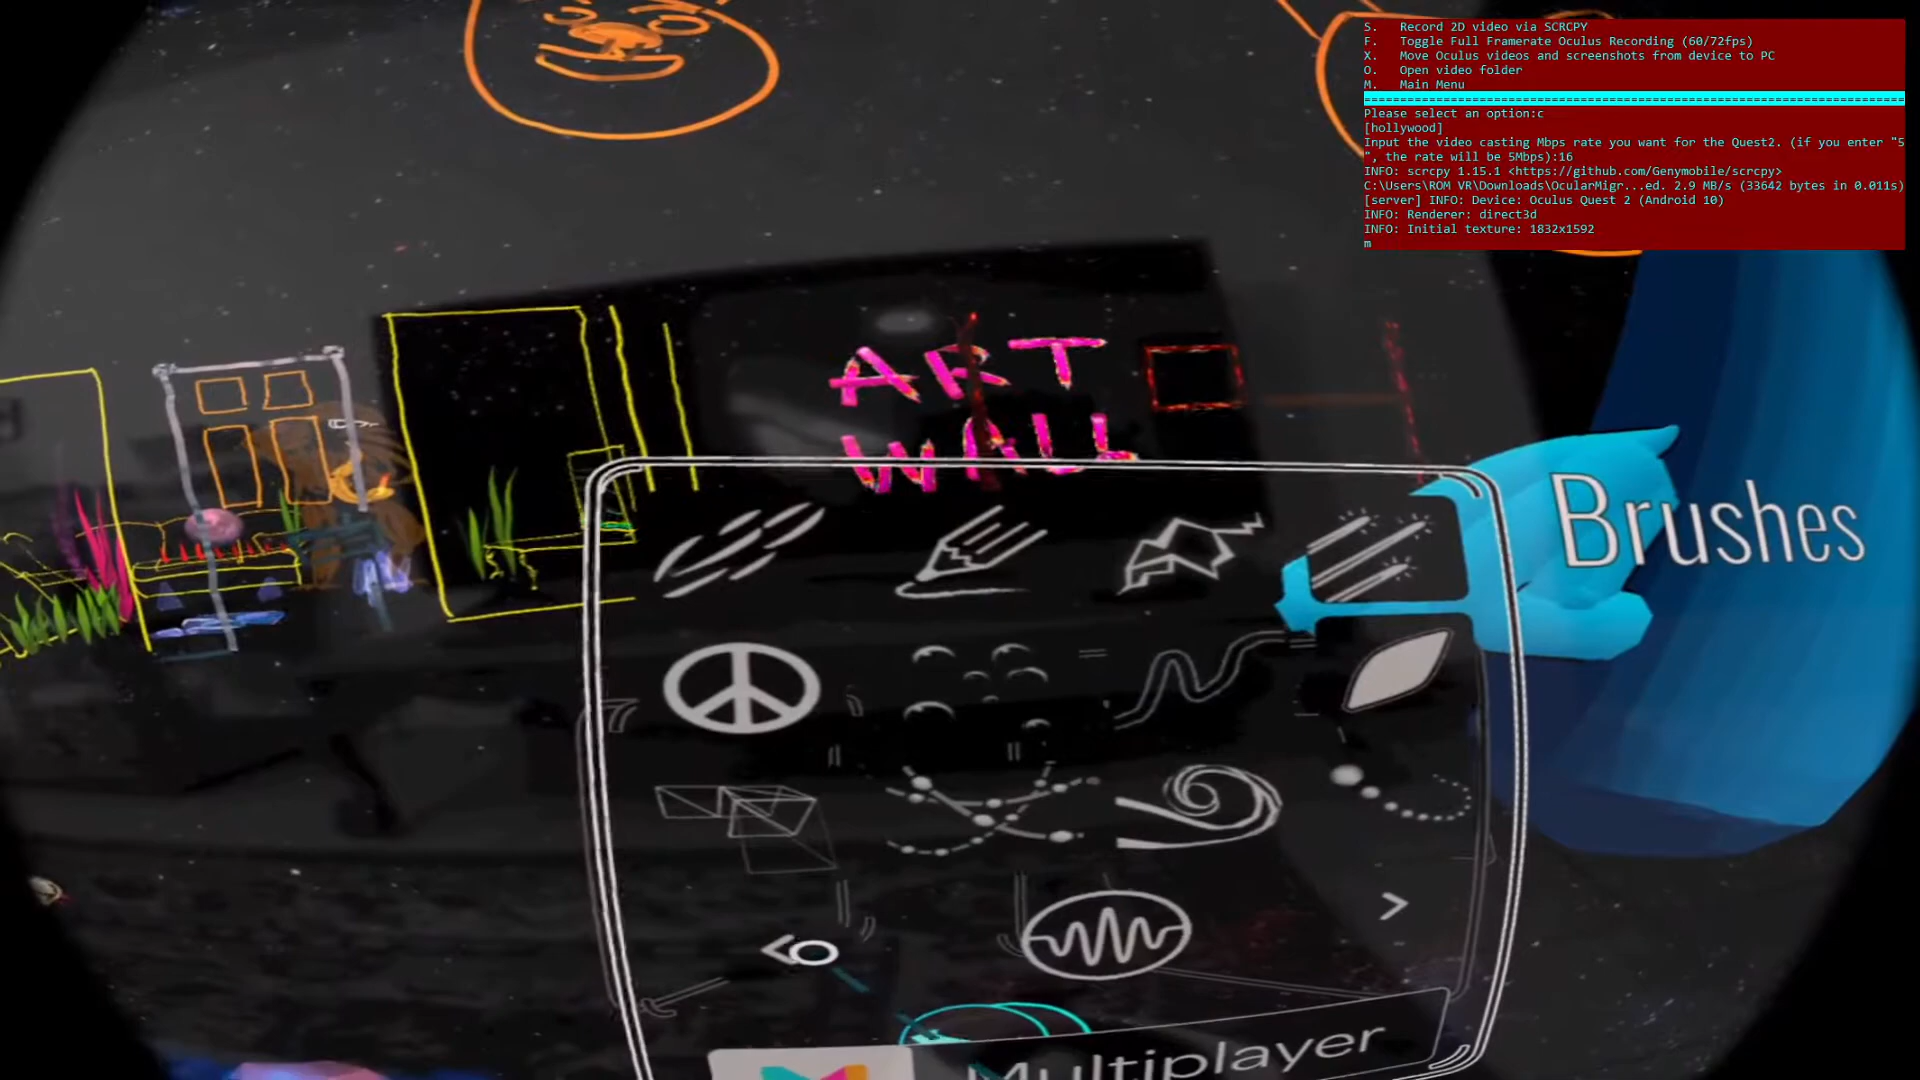 S.   Record 2D video via SCRCPY
F.   Toggle Full Framerate Oculus Recording (60/72fps)
X.   Move Oculus videos and screenshots from device to PC
O.   Open video folder
M.   Main Menu
===========================================================================
Please select an option:c
[hollywood]
Input the video casting Mbps rate you want for the Quest2. (if you enter "5
", the rate will be 5Mbps):16
INFO: scrcpy 1.15.1 <https://github.com/Genymobile/scrcpy>
C:\Users\ROM VR\Downloads\OcularMigr...ed. 2.9 MB/s (33642 bytes in 0.011s)
[server] INFO: Device: Oculus Quest 2 (Android 10)
INFO: Renderer: direct3d
INFO: Initial texture: 1832x1592
m
ART
WALL
Brushes
Multiplayer